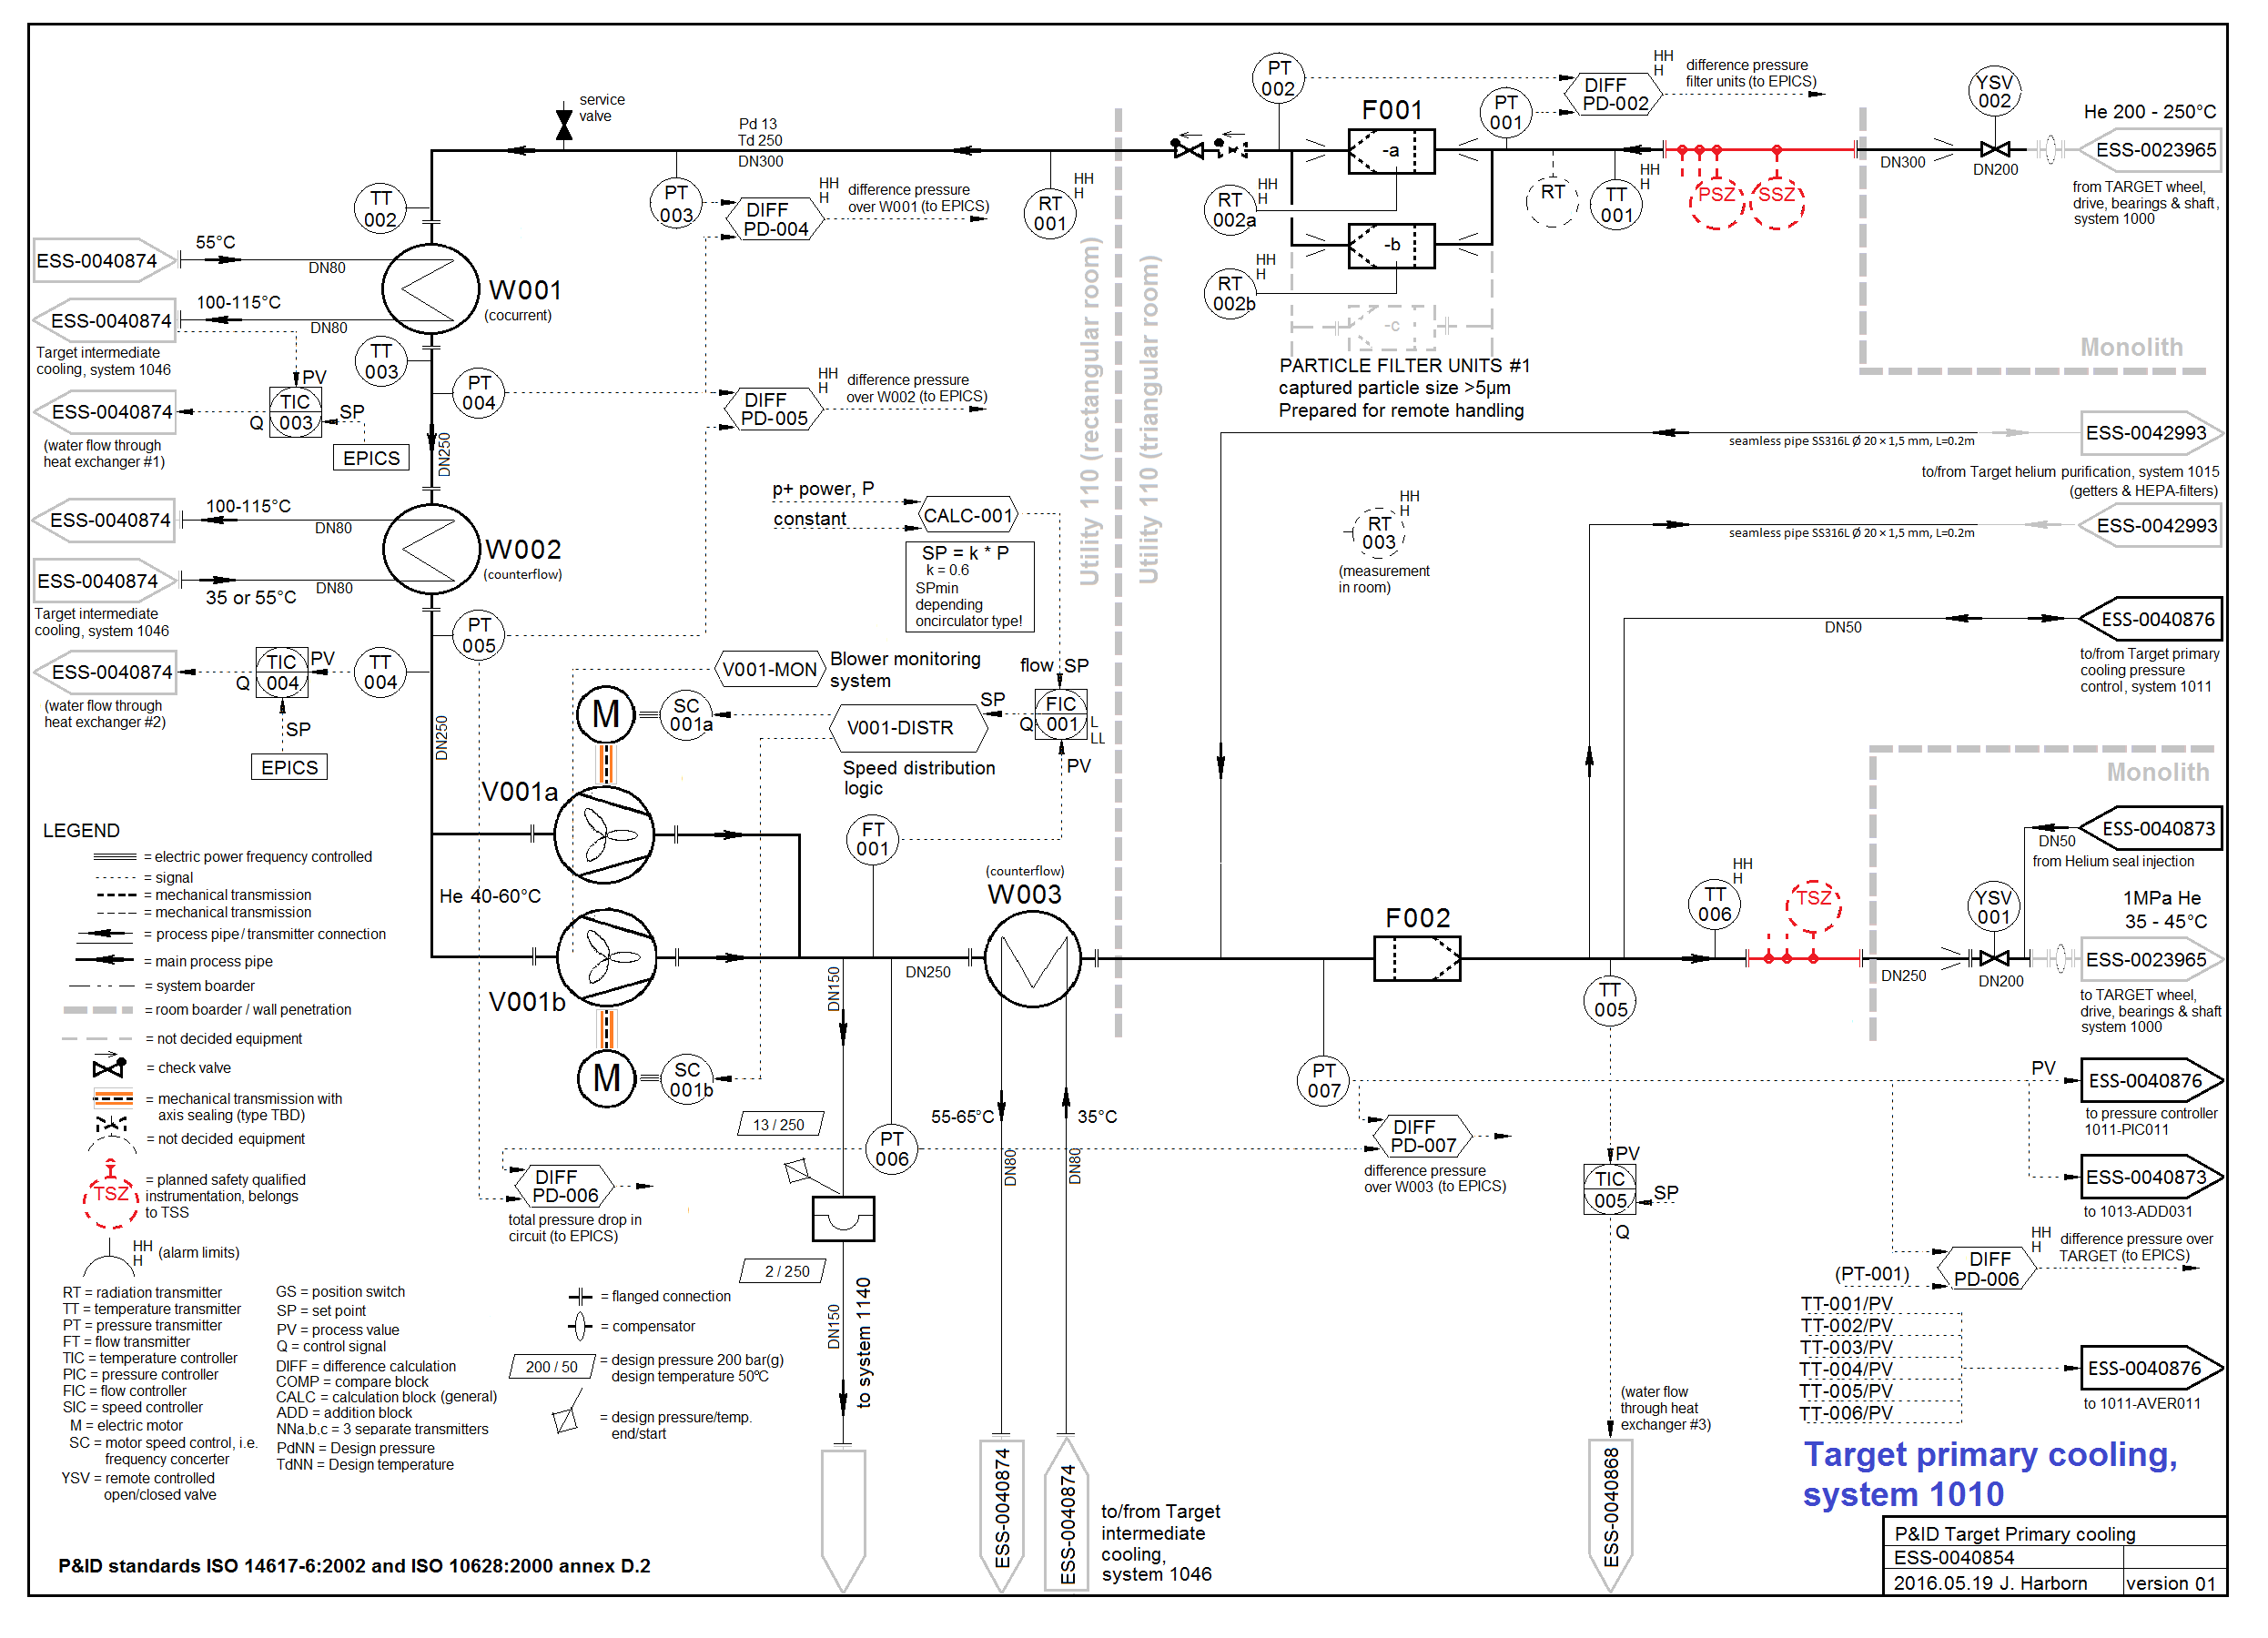 service
valve
Pd 13
Td 250
DN300
PT
002
HH
H
DIFF
PD-002
difference pressure
filter units (to EPICS)
F001
PT
001
YSV
002
He 200 - 250°C
ESS-0023965
DN300
DN200
from TARGET wheel,
drive, bearings & shaft,
system 1000
-a
RT
002a
HH
H
RT
TT
001
HH
H
PSZ
SSZ
-b
RT
002b
HH
H
-c
PARTICLE FILTER UNITS #1
captured particle size >5µm
Prepared for remote handling
Monolith
TT
002
PT
003
HH
H
DIFF
PD-004
difference pressure
over W001 (to EPICS)
RT
001
HH
H
Utility 110 (rectangular room)
Utility 110 (triangular room)
ESS-0040874
55°C
DN80
W001
(cocurrent)
ESS-0040874
100-115°C
DN80
Target intermediate
cooling, system 1046
TT
003
PT
004
HH
H
DIFF
PD-005
difference pressure
over W002 (to EPICS)
PV
TIC
003
SP
Q
EPICS
ESS-0040874
(water flow through
heat exchanger #1)
DN250
ESS-0040874
100-115°C
DN80
W002
(counterflow)
ESS-0040874
35 or 55°C
DN80
Target intermediate
cooling, system 1046
p+ power, P
constant
CALC-001
SP = k * P
k = 0.6
SPmin
depending
oncirculator type!
seamless pipe SS316L Ø 20 × 1,5 mm, L=0.2m
ESS-0042993
to/from Target helium purification, system 1015
(getters & HEPA-filters)
seamless pipe SS316L Ø 20 × 1,5 mm, L=0.2m
ESS-0042993
RT
003
HH
H
(measurement
in room)
DN50
ESS-0040876
to/from Target primary
cooling pressure
control, system 1011
PT
005
ESS-0040874
TIC
004
PV
Q
TT
004
(water flow through
heat exchanger #2)
SP
EPICS
DN250
V001-MON
Blower monitoring
system
flow SP
M
SC
001a
V001-DISTR
SP
FIC
001
Q
L
LL
PV
Speed distribution
logic
V001a
FT
001
He 40-60°C
V001b
M
SC
001b
(counterflow)
W003
DN150
DN250
F002
TT
006
HH
H
TSZ
Monolith
ESS-0040873
DN50
from Helium seal injection
YSV
001
1MPa He
35 - 45°C
ESS-0023965
DN250
DN200
to TARGET wheel,
drive, bearings & shaft
system 1000
TT
005
PT
007
PV
ESS-0040876
to pressure controller
1011-PIC011
ESS-0040873
to 1013-ADD031
DIFF
PD-007
difference pressure
over W003 (to EPICS)
PV
TIC
005
SP
Q
13 / 250
PT
006
55-65°C
35°C
DN80
DN80
DIFF
PD-006
total pressure drop in
circuit (to EPICS)
2 / 250
DN150
to system 1140
HH
H
difference pressure over
TARGET (to EPICS)
(PT-001)
DIFF
PD-006
TT-001/PV
TT-002/PV
TT-003/PV
TT-004/PV
TT-005/PV
TT-006/PV
ESS-0040876
to 1011-AVER011
(water flow
through heat
exchanger #3)
ESS-0040868
ESS-0040874
ESS-0040874
to/from Target
intermediate
cooling,
system 1046
LEGEND
= electric power frequency controlled
= signal
= mechanical transmission
= mechanical transmission
= process pipe / transmitter connection
= main process pipe
= system boarder
= room boarder / wall penetration
= not decided equipment
= check valve
= mechanical transmission with
axis sealing (type TBD)
= not decided equipment
TSZ
= planned safety qualified
instrumentation, belongs
to TSS
HH
H
(alarm limits)
RT = radiation transmitter
TT = temperature transmitter
PT = pressure transmitter
FT = flow transmitter
TIC = temperature controller
PIC = pressure controller
FIC = flow controller
SIC = speed controller
M = electric motor
SC = motor speed control, i.e.
frequency concerter
YSV = remote controlled
open/closed valve
GS = position switch
SP = set point
PV = process value
Q = control signal
DIFF = difference calculation
COMP = compare block
CALC = calculation block (general)
ADD = addition block
NNa.b.c = 3 separate transmitters
PdNN = Design pressure
TdNN = Design temperature
= flanged connection
= compensator
200 / 50
= design pressure 200 bar(g)
design temperature 50°C
= design pressure/temp.
end/start
P&ID standards ISO 14617-6:2002 and ISO 10628:2000 annex D.2
Target primary cooling,
system 1010
P&ID Target Primary cooling
ESS-0040854
2016.05.19 J. Harborn
version 01